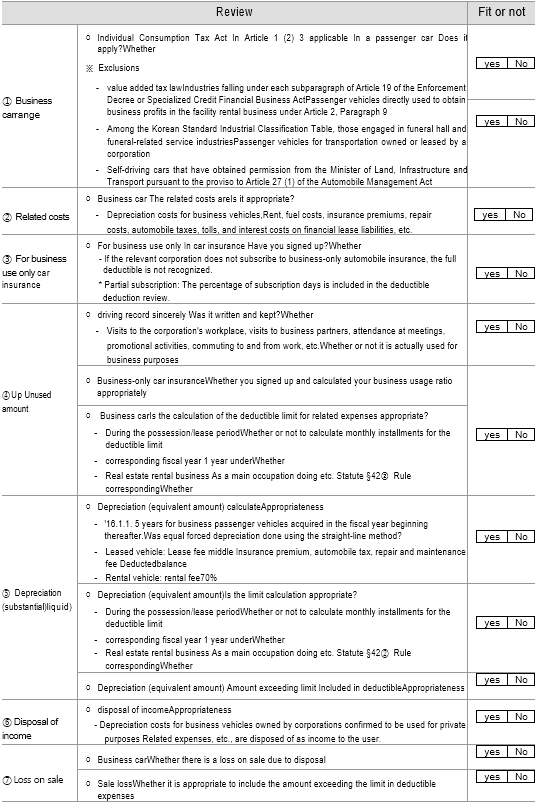 Review
Fit or not
① Business
carrange
○ Individual Consumption Tax Act In Article 1 (2) 3 applicable In a passenger car Does it
apply?Whether
※ Exclusions
- value added tax lawIndustries falling under each subparagraph of Article 19 of the Enforcement
Decree or Specialized Credit Financial Business ActPassenger vehicles directly used to obtain
business profits in the facility rental business under Article 2, Paragraph 9
- Among the Korean Standard Industrial Classification Table, those engaged in funeral hall and
funeral-related service industriesPassenger vehicles for transportation owned or leased by a
corporation
- Self-driving cars that have obtained permission from the Minister of Land, Infrastructure and
Transport pursuant to the proviso to Article 27 (1) of the Automobile Management Act
yes No
yes No
② Related costs
○ Business car The related costs areIs it appropriate?
- Depreciation costs for business vehicles,Rent, fuel costs, insurance premiums, repair
costs, automobile taxes, tolls, and interest costs on financial lease liabilities, etc.
yes No
③ For business
use only car
insurance
○ For business use only In car insurance Have you signed up?Whether
- If the relevant corporation does not subscribe to business-only automobile insurance, the full
deductible is not recognized.
* Partial subscription: The percentage of subscription days is included in the deductible
deduction review.
yes No
④Up Unused
amount
○ driving record sincerely Was it written and kept?Whether
- Visits to the corporation's workplace, visits to business partners, attendance at meetings,
promotional activities, commuting to and from work, etc.Whether or not it is actually used for
business purposes
yes No
○ Business-only car insuranceWhether you signed up and calculated your business usage ratio
appropriately
○ Business carIs the calculation of the deductible limit for related expenses appropriate?
- During the possession/lease periodWhether or not to calculate monthly installments for the
deductible limit
- corresponding fiscal year 1 year underWhether
- Real estate rental business As a main occupation doing etc. Statute §42② Rule
correspondingWhether
yes No
⑤ Depreciation
(substantial)liquid)
○ Depreciation (equivalent amount) calculateAppropriateness
- '16.1.1. 5 years for business passenger vehicles acquired in the fiscal year beginning
thereafter.Was equal forced depreciation done using the straight-line method?
- Leased vehicle: Lease fee middle Insurance premium, automobile tax, repair and maintenance
fee Deductedbalance
- Rental vehicle: rental fee70%
yes No
○ Depreciation (equivalent amount)Is the limit calculation appropriate?
- During the possession/lease periodWhether or not to calculate monthly installments for the
deductible limit
- corresponding fiscal year 1 year underWhether
- Real estate rental business As a main occupation doing etc. Statute §42② Rule
correspondingWhether
yes No
○ Depreciation (equivalent amount) Amount exceeding limit Included in deductibleAppropriateness
yes No
⑥ Disposal of
income
○ disposal of incomeAppropriateness
- Depreciation costs for business vehicles owned by corporations confirmed to be used for private
purposes Related expenses, etc., are disposed of as income to the user.
yes No
⑦ Loss on sale
○ Business carWhether there is a loss on sale due to disposal
yes No
○ Sale lossWhether it is appropriate to include the amount exceeding the limit in deductible
expenses
yes No